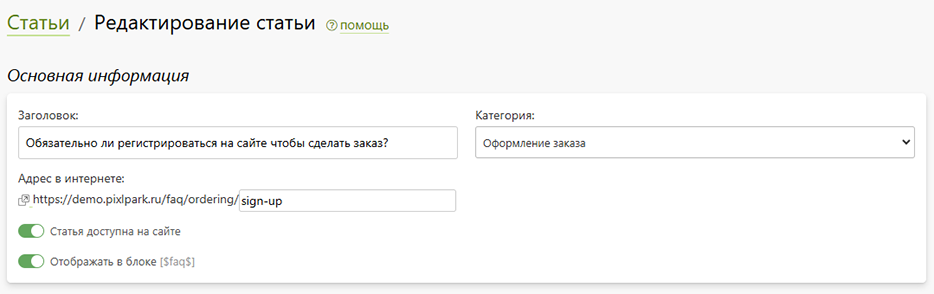 Статьи / Редактирование статьи ? помощь
Основная информация
Заголовок:
Обязательно ли регистрироваться на сайте чтобы сделать заказ?
Категория:
Оформление заказа
Адрес в интернете:
https://demo.pixlpark.ru/faq/ordering/sign-up
Статья доступна на сайте
Отображать в блоке [$faq$]